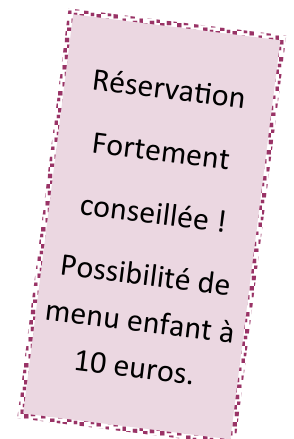 Réservation
Fortement
conseillée !
Possibilité de
menu enfant à
10 euros.